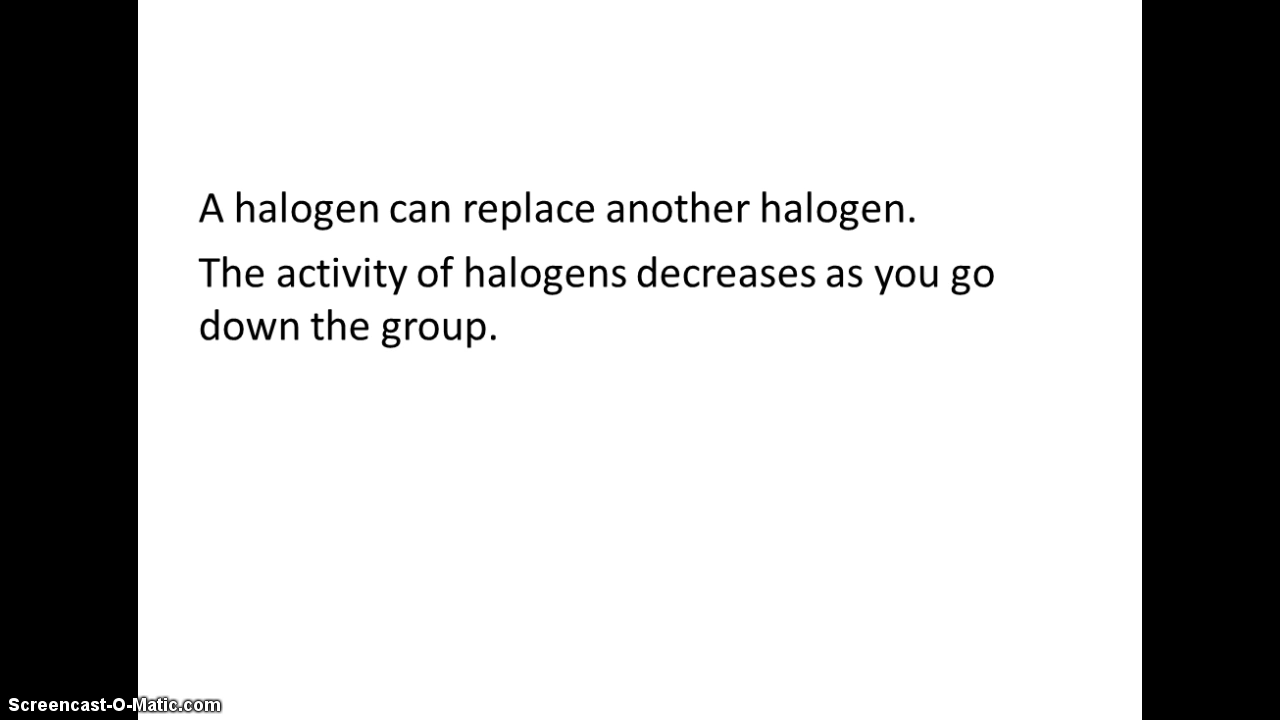 A halogen can replace another halogen.
The activity of halogens decreases as you go
down the group.
Screencast-O-Matic.com